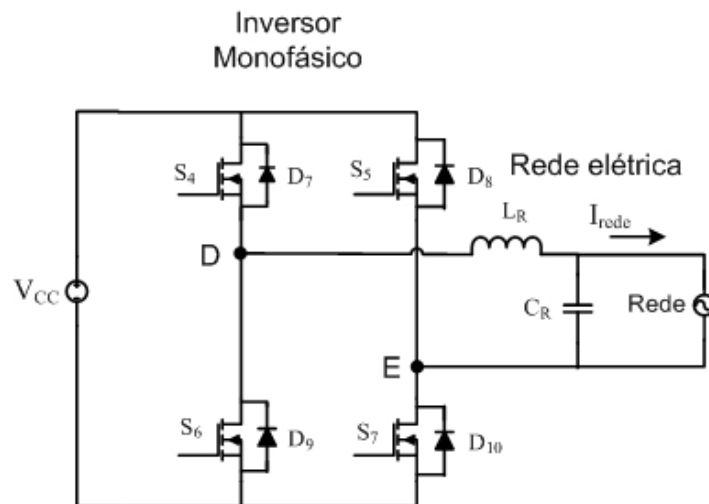 Inversor
Monofásico
S4
D7
S5
D8
Rede elétrica
LR
Irede
D
VCC
CR
Rede
E
S6
D9
S7
D10